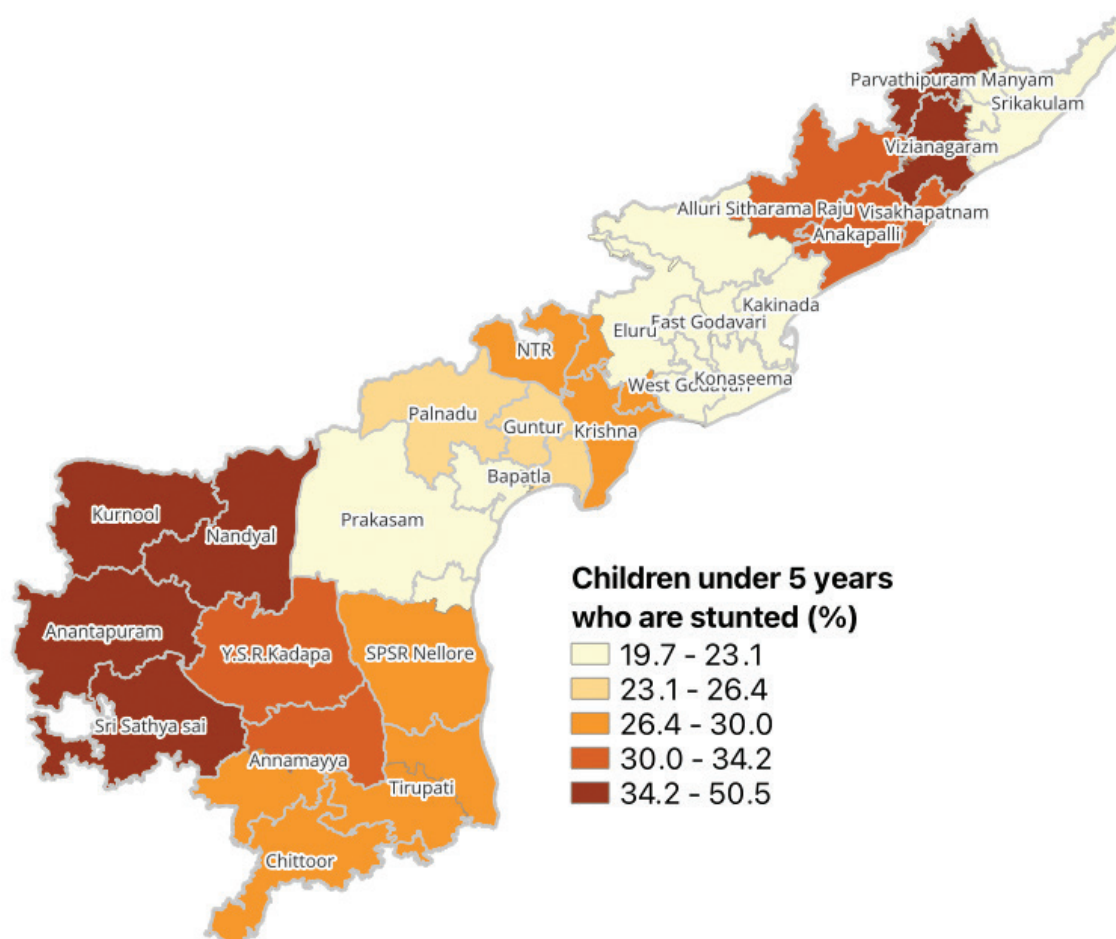 Parvathipuram Manyam
Srikakulam
Vizianagaram
Alluri Sitharama Raju
Visakhapatnam
Anakapalli
Kakinada
East Godavari
Eluru
NTR
West Godavari
Konaseema
Palnadu
Guntur
Krishna
Bapatla
Kurnool
Nandyal
Prakasam
Anantapuram
Y.S.R.Kadapa
SPSR Nellore
Sri Sathya sai
Annamayya
Tirupati
Chittoor
Children under 5 years
who are stunted (%)
19.7 - 23.1
23.1 - 26.4
26.4 - 30.0
30.0 - 34.2
34.2 - 50.5